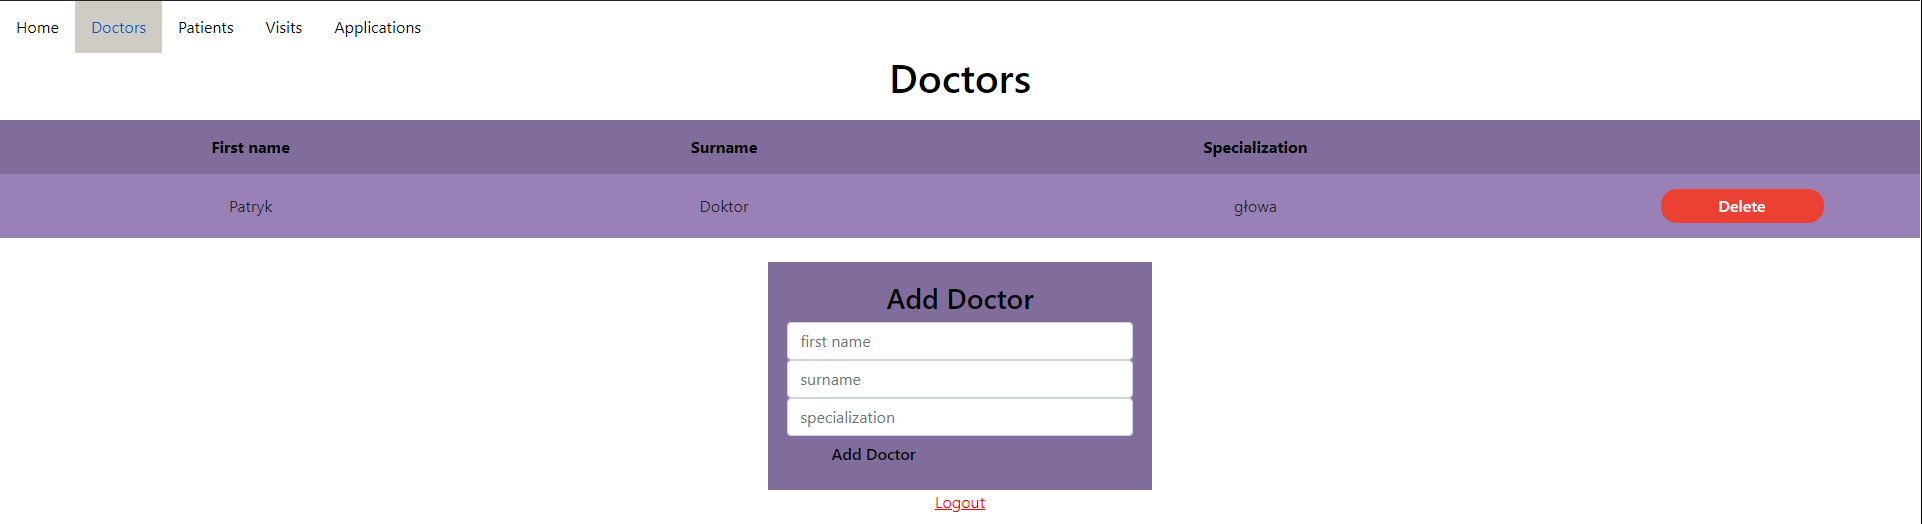 Home Doctors Patients Visits Applications
Doctors
First name Surname Specialization
Patryk Doktor głowa Delete
Add Doctor
first name
surname
specialization
Add Doctor
Logout